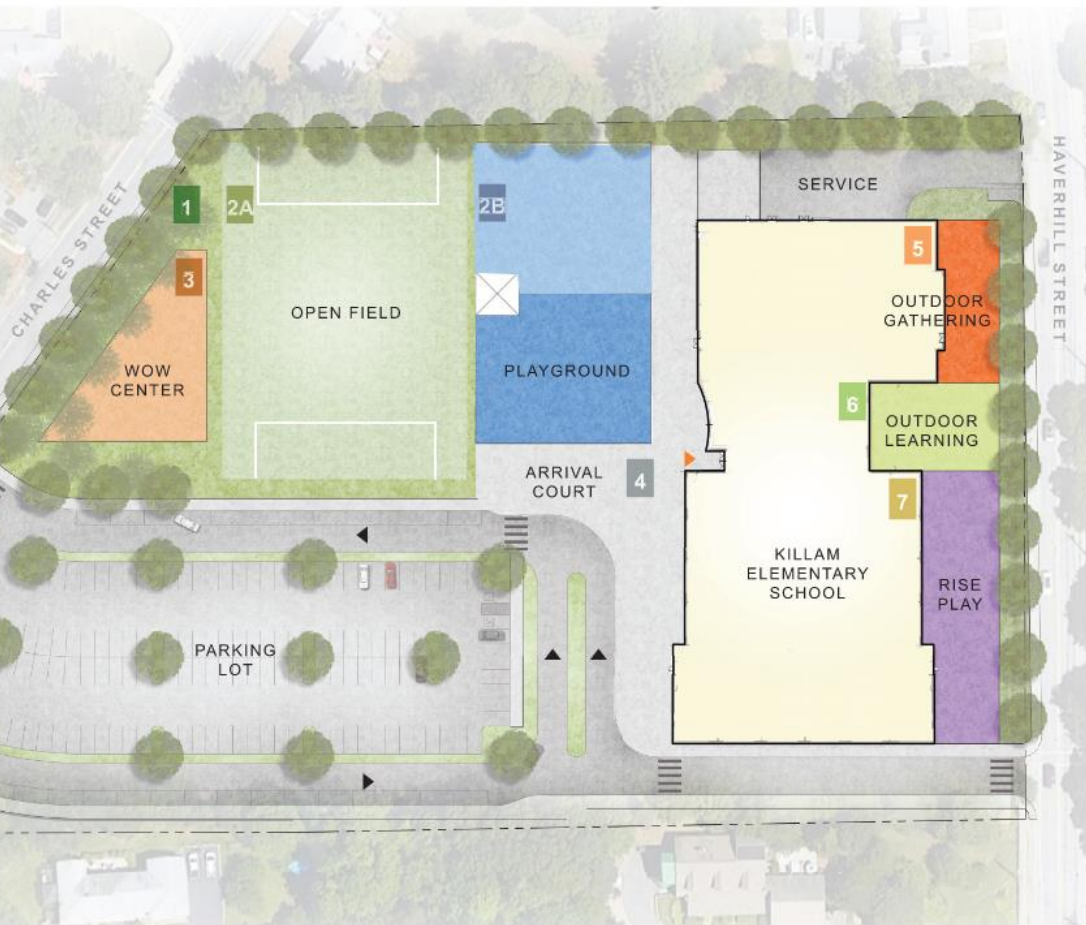 SERVICE
HAVERHILL STREET
CHARLES STREET
1
2A
2B
3
5
OPEN FIELD
OUTDOOR
GATHERING
WOW
CENTER
PLAYGROUND
6
OUTDOOR
LEARNING
ARRIVAL
COURT
4
7
KILLAM
ELEMENTARY
SCHOOL
RISE
PLAY
PARKING
LOT